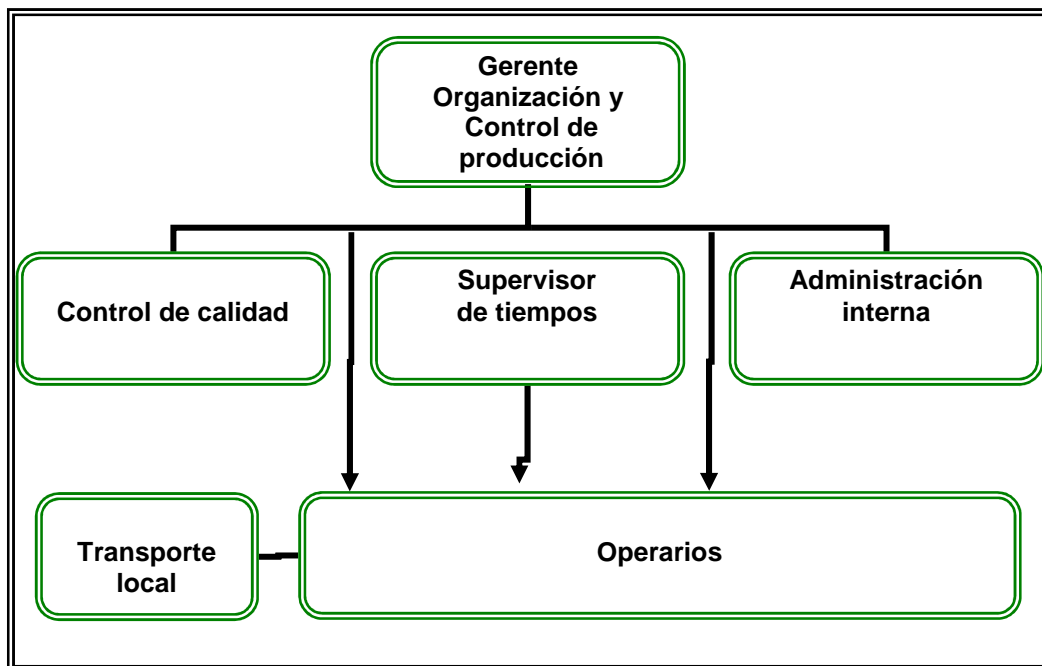 Gerente
Organización y
Control de
producción
Control de calidad
Supervisor
de tiempos
Administración
interna
Transporte
local
Operarios